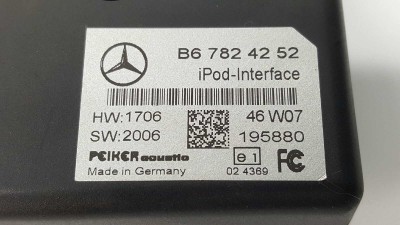 B6 782 42 52
iPod-Interface
HW:1706 46 W07
SW:2006 195880
PEIKER acustic e1 FC
Made in Germany 02 4369